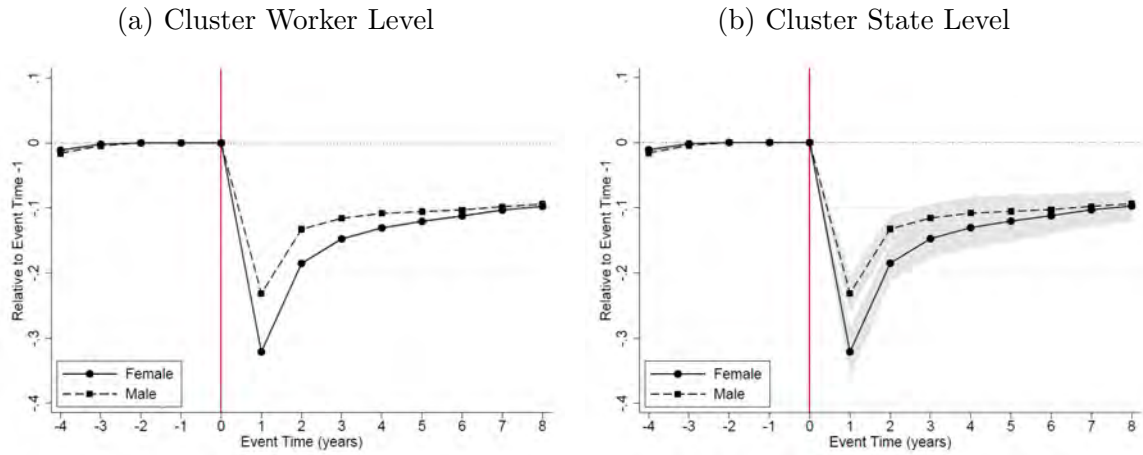 (a) Cluster Worker Level
(b) Cluster State Level
Relative to Event Time -1
.1
0
-.1
-.2
-.3
-.4
Female
Male
-4 -3 -2 -1 0 1 2 3 4 5 6 7 8
Event Time (years)
Relative to Event Time -1
.1
0
-.1
-.2
-.3
-.4
Female
Male
-4 -3 -2 -1 0 1 2 3 4 5 6 7 8
Event Time (years)